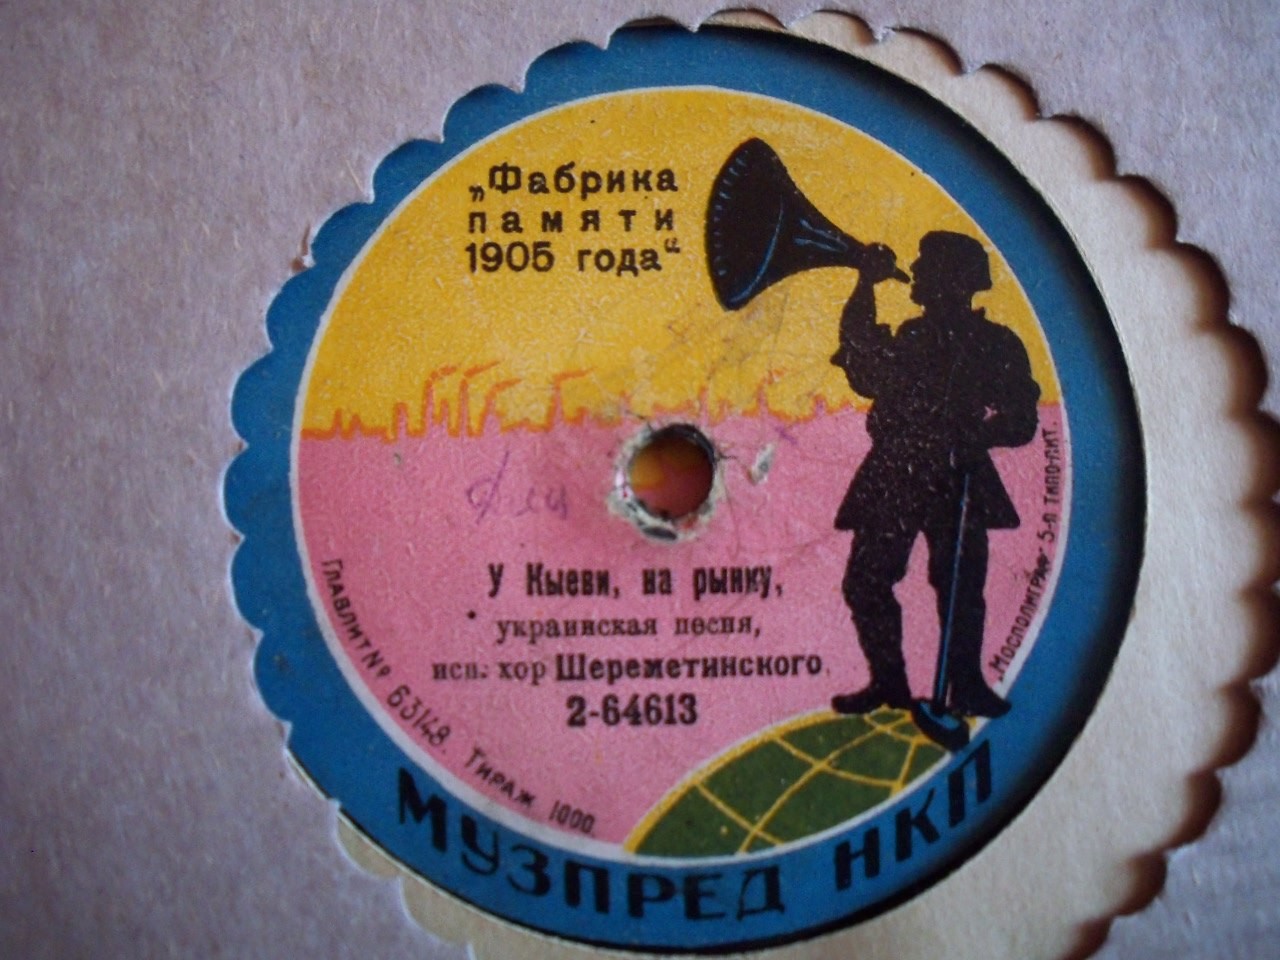 „Фабрика
памяти
1905 года“
У Кыеви, на рынку,
украинская песня,
исп. хор Шереметинского
2-64613
Главлит № 63148. Тираж 1000.
„Мосполиграф“ 5-я типо-лит.
МУЗПРЕД НКП